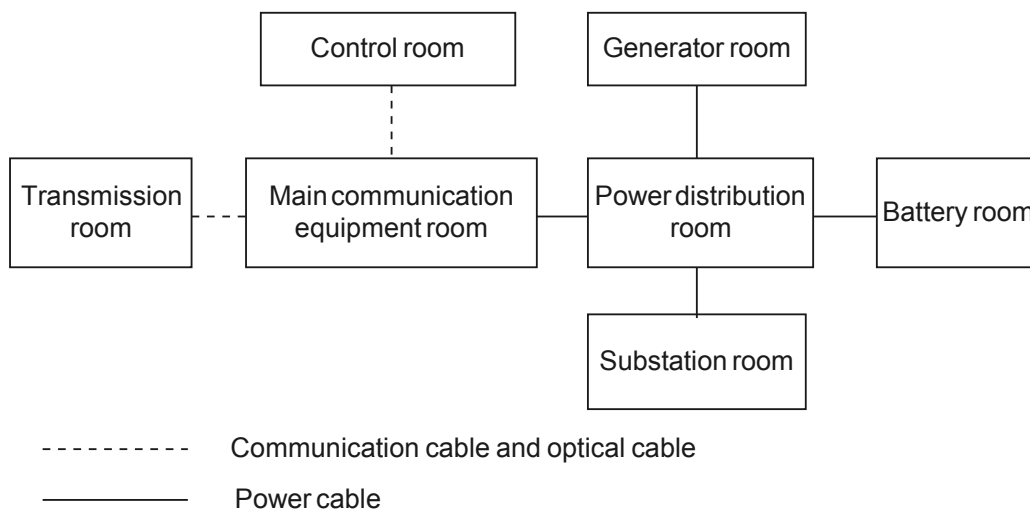 Control room
Generator room
Transmission
room
Main communication
equipment room
Power distribution
room
Battery room
Substation room
Communication cable and optical cable
Power cable